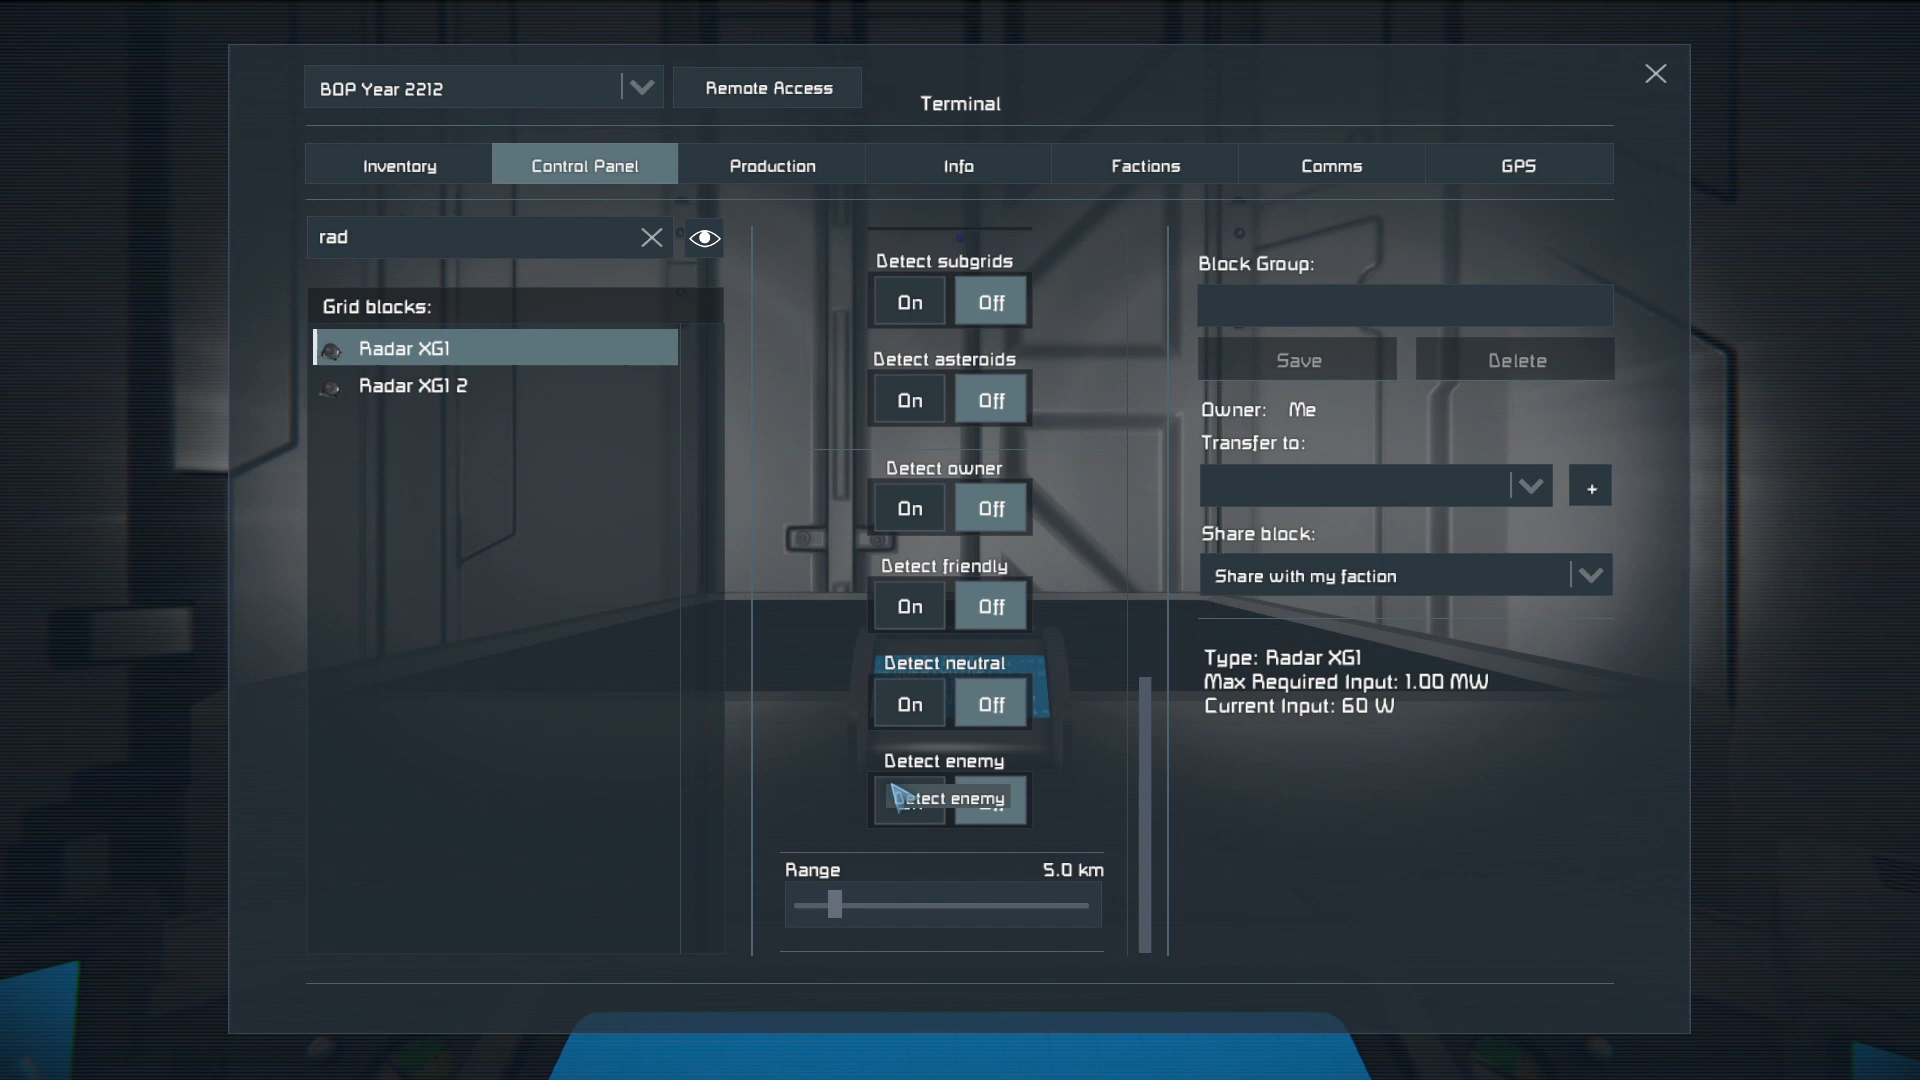 BOP Year 2212
Remote Access
Terminal
Inventory
Control Panel
Production
Info
Factions
Comms
GPS
rad
Grid blocks:
Radar XG1
Radar XG1 2
Detect subgrids
On Off
Detect asteroids
On Off
Detect owner
On Off
Detect friendly
On Off
Detect neutral
On Off
Detect enemy
Detect enemy
Range 5.0 km
Block Group:
Save Delete
Owner: Me
Transfer to:
+
Share block:
Share with my faction
Type: Radar XG1
Max Required Input: 1.00 MW
Current Input: 60 W